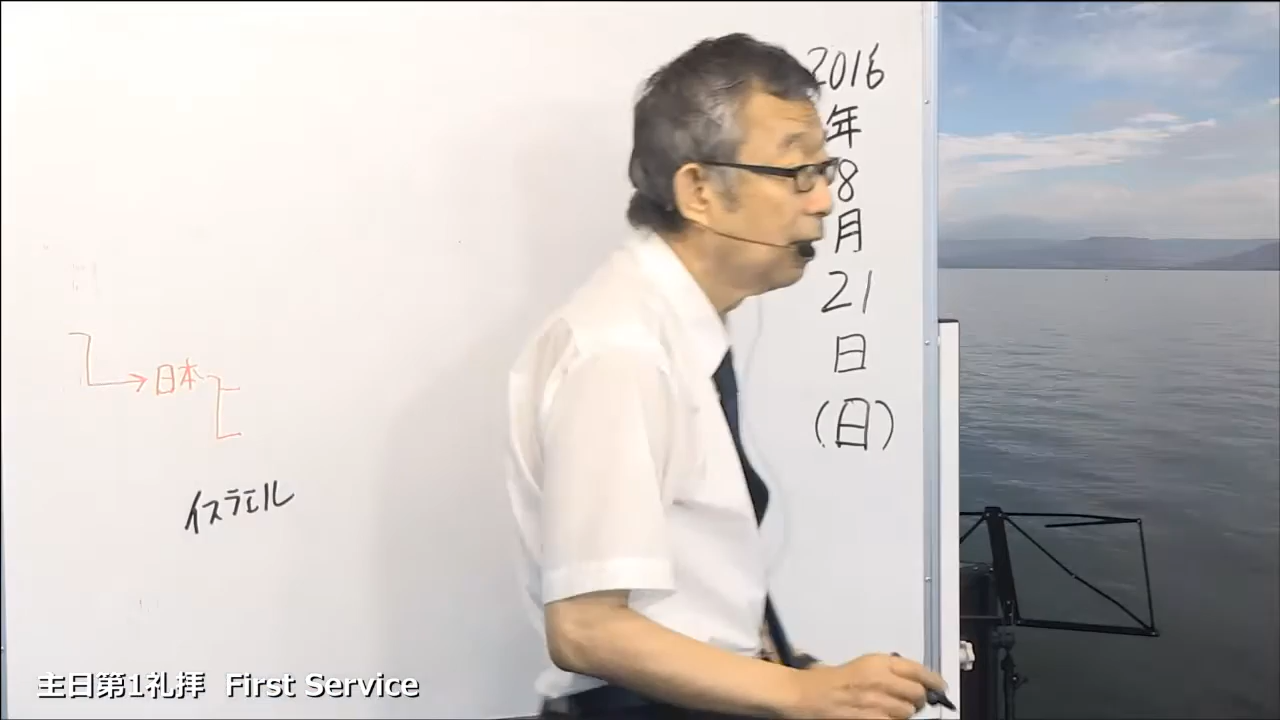 2016
年
8
月
21
日
(日)
日本
イスラエル
主日第1礼拝 First Service